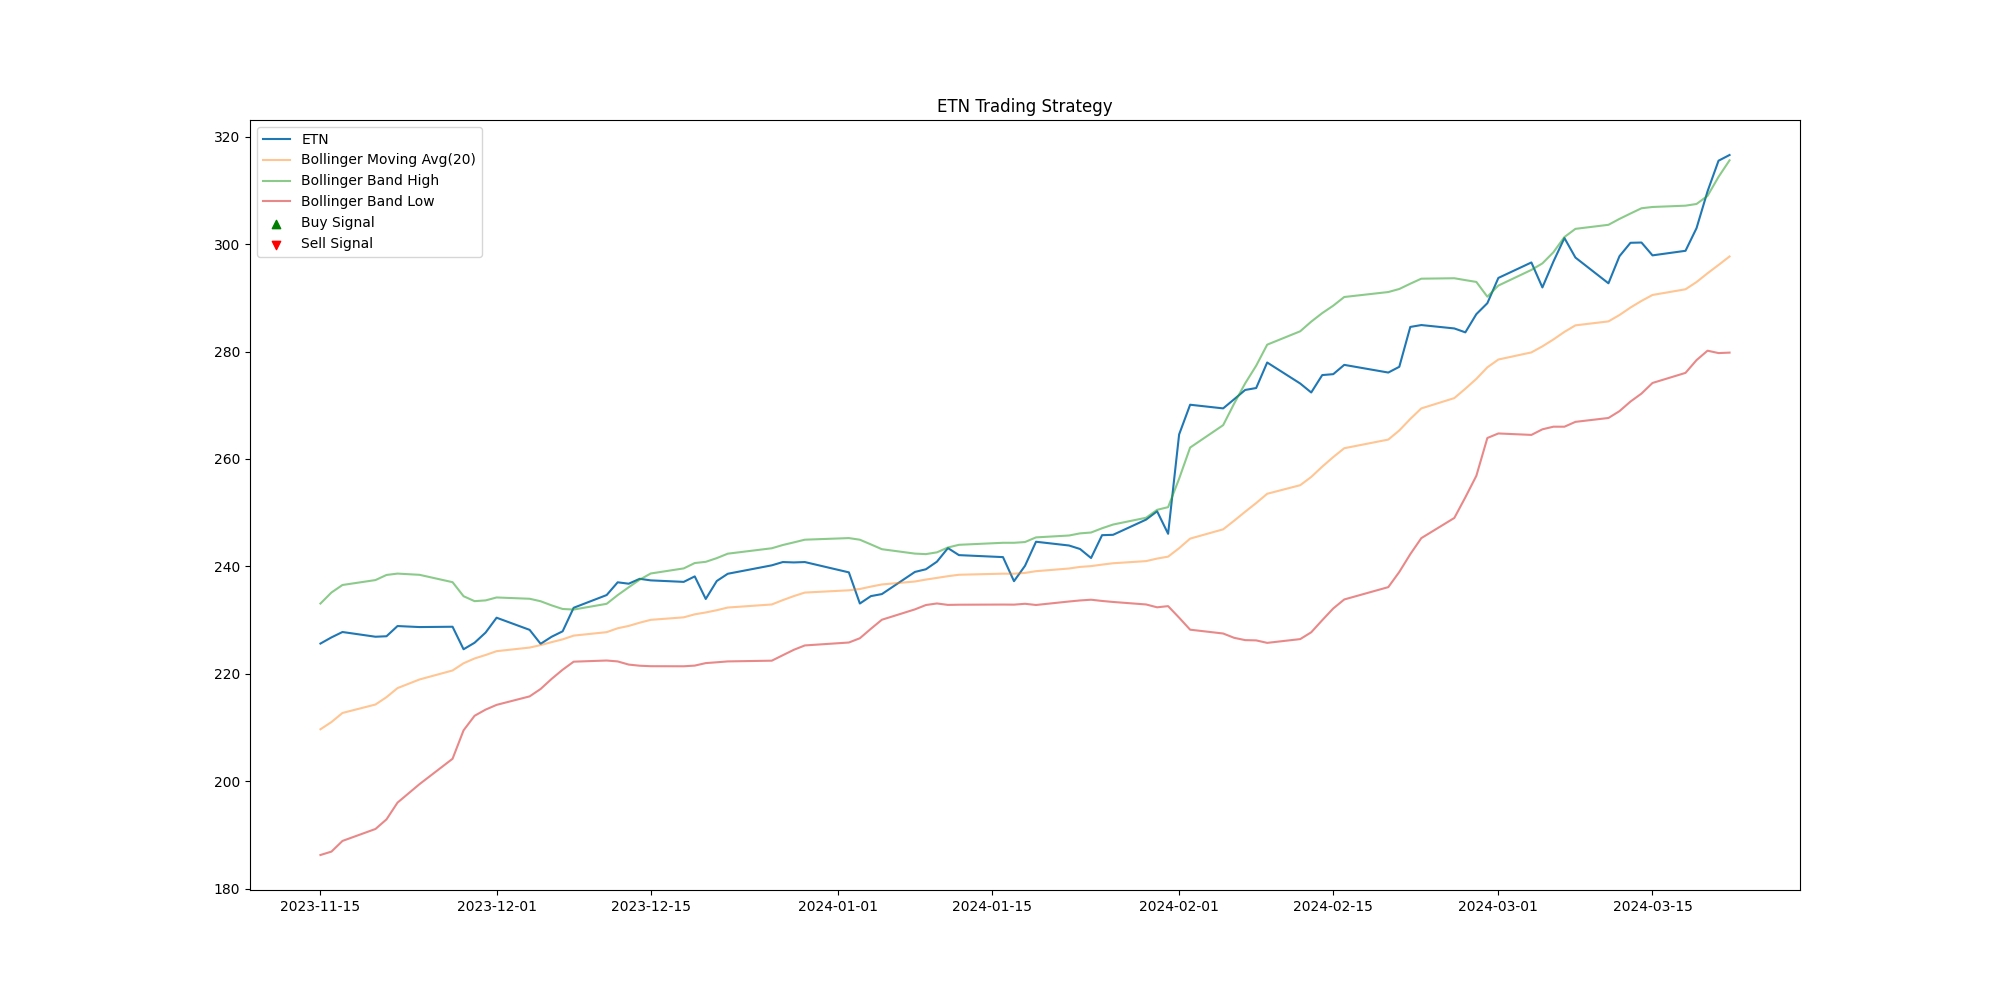 ETN Trading Strategy
ETN
Bollinger Moving Avg(20)
Bollinger Band High
Bollinger Band Low
Buy Signal
Sell Signal
320
300
280
260
240
220
200
180
2023-11-15
2023-12-01
2023-12-15
2024-01-01
2024-01-15
2024-02-01
2024-02-15
2024-03-01
2024-03-15